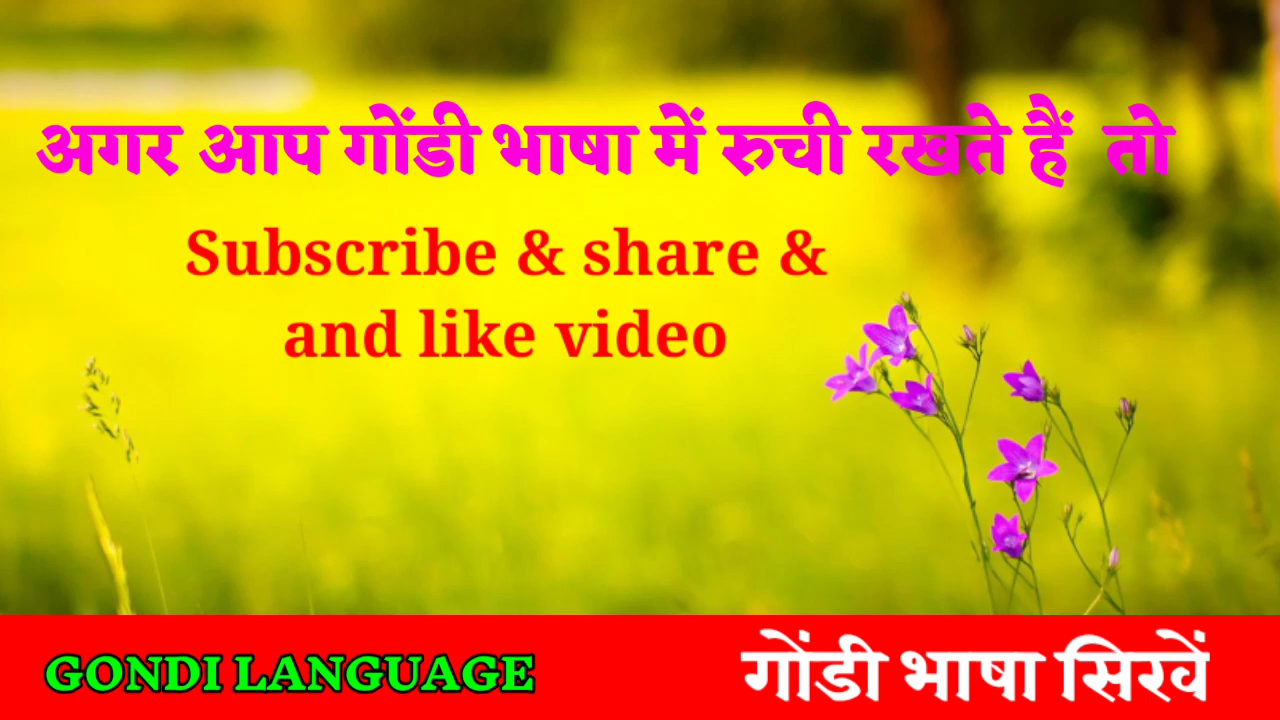 अगर आप गोंडी भाषा में रुची रखते हैं तो
Subscribe & share &
and like video
GONDI LANGUAGE
गोंडी भाषा सिखें